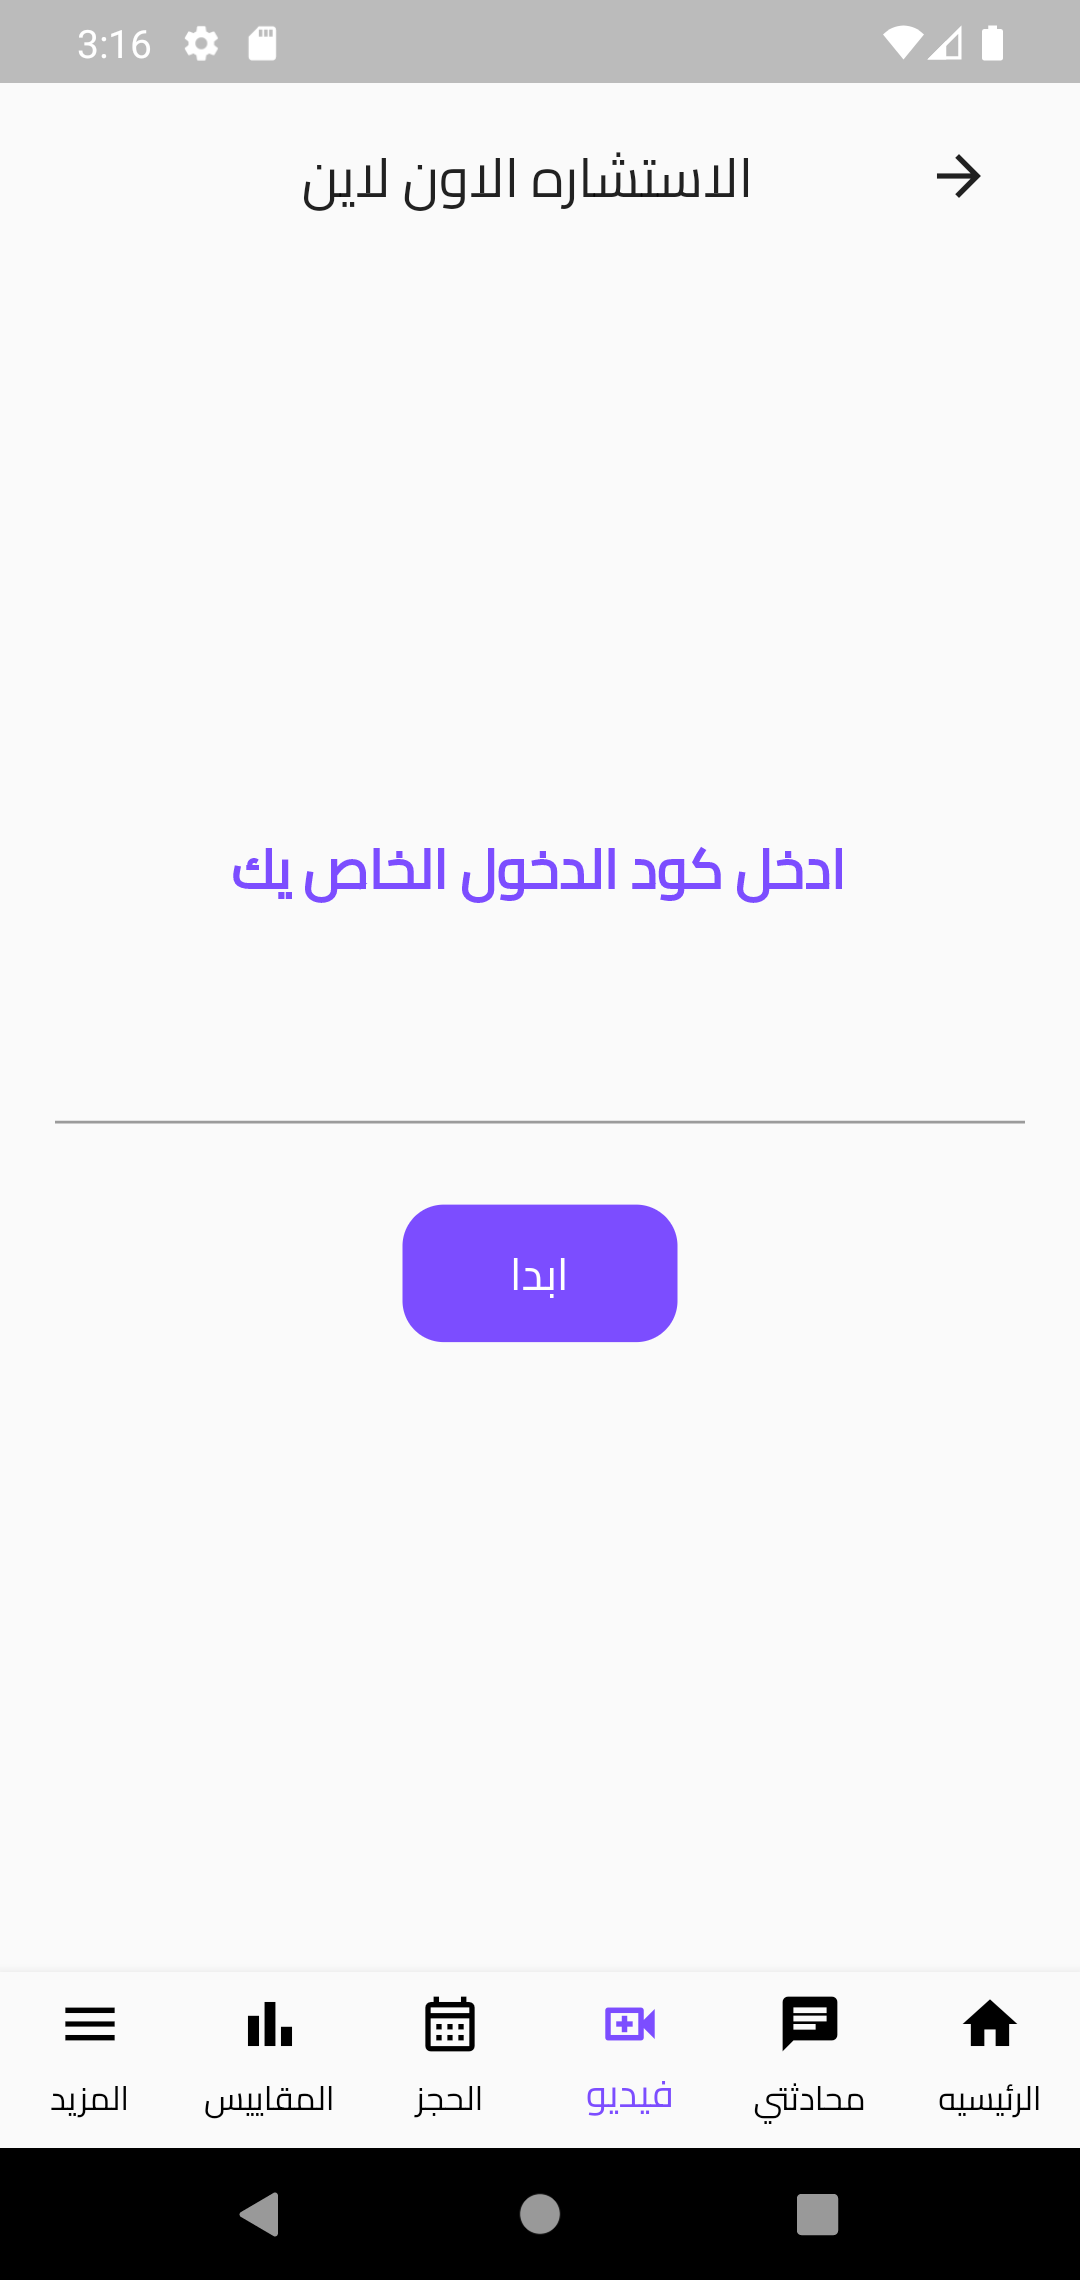 3:16
الاستشاره الاون لاين
ادخل كود الدخول الخاص يك
ابدا
الرئيسيه
محادثتي
فيديو
الحجز
المقاييس
المزيد